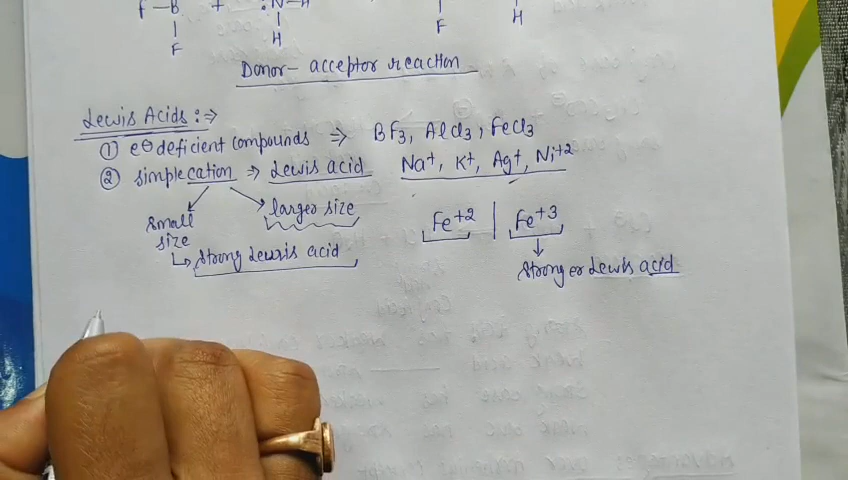 F – B + :N – H
F H F H
Donor – acceptor reaction
Lewis Acids :⇒
① e⊖ deficient compounds ⇒ BF3, AlCl3, FeCl3
② simple cation ⇒ Lewis acid Na+, K+, Ag+, Ni+2
small size larger size Fe+2 | Fe+3
↳ strong Lewis acid stronger Lewis acid